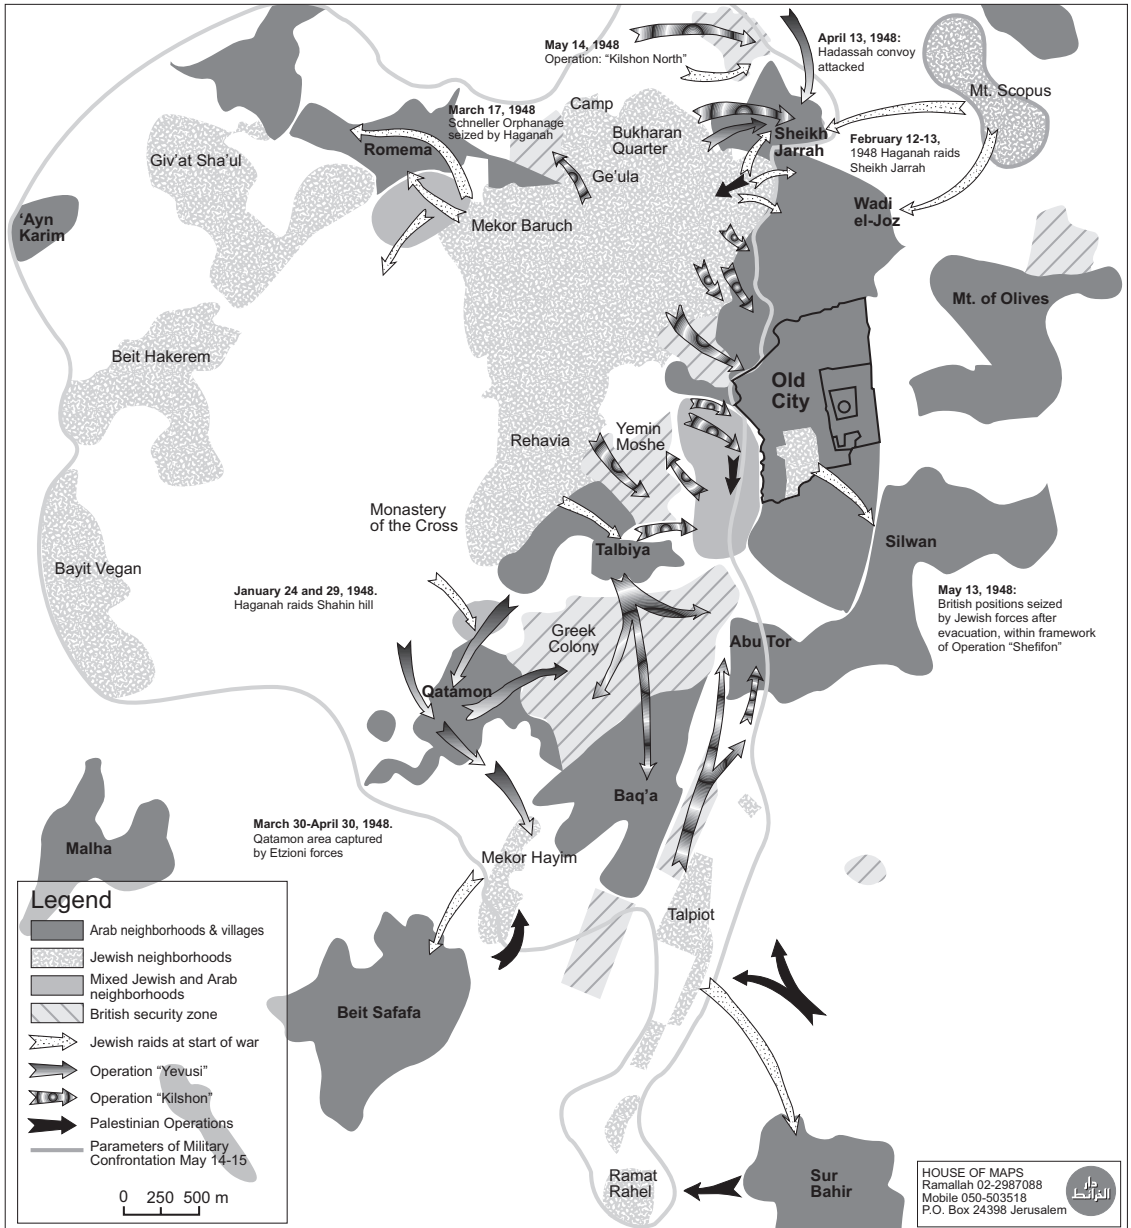 May 14, 1948
Operation: “Kilshon North”
April 13, 1948:
Hadassah convoy
attacked
Mt. Scopus
March 17, 1948
Schneller Orphanage
seized by Haganah
Camp
Bukharan
Quarter
Sheikh
Jarrah
February 12-13,
1948 Haganah raids
Sheikh Jarrah
Giv’at Sha’ul
Romema
Ge’ula
‘Ayn
Karim
Mekor Baruch
Wadi
el-Joz
Mt. of Olives
Beit Hakerem
Old
City
Rehavia
Yemin
Moshe
Monastery
of the Cross
Talbiya
Silwan
Bayit Vegan
January 24 and 29, 1948.
Haganah raids Shahin hill
May 13, 1948:
British positions seized
by Jewish forces after
evacuation, within framework
of Operation “Shefifon”
Greek
Colony
Abu Tor
Qatamon
Baq’a
March 30-April 30, 1948.
Qatamon area captured
by Etzioni forces
Malha
Mekor Hayim
Talpiot
Beit Safafa
Ramat
Rahel
Sur
Bahir
Legend
Arab neighborhoods & villages
Jewish neighborhoods
Mixed Jewish and Arab
neighborhoods
British security zone
Jewish raids at start of war
Operation “Yevusi”
Operation “Kilshon”
Palestinian Operations
Parameters of Military
Confrontation May 14-15
0 250 500 m
HOUSE OF MAPS
Ramallah 02-2987088
Mobile 050-503518
P.O. Box 24398 Jerusalem
دار
الخرائط